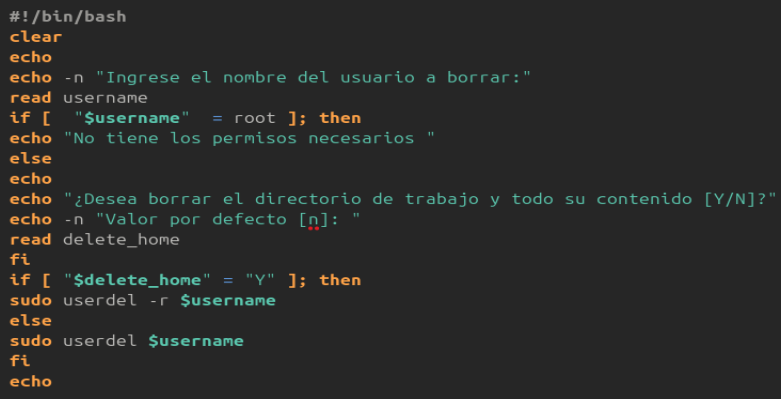 #!/bin/bash
clear
echo
echo -n "Ingrese el nombre del usuario a borrar:"
read username
if [  "$username"  = root ]; then
echo "No tiene los permisos necesarios "
else
echo
echo "¿Desea borrar el directorio de trabajo y todo su contenido [Y/N]?"
echo -n "Valor por defecto [n]: "
read delete_home
fi
if [ "$delete_home" = "Y" ]; then
sudo userdel -r $username
else
sudo userdel $username
fi
echo